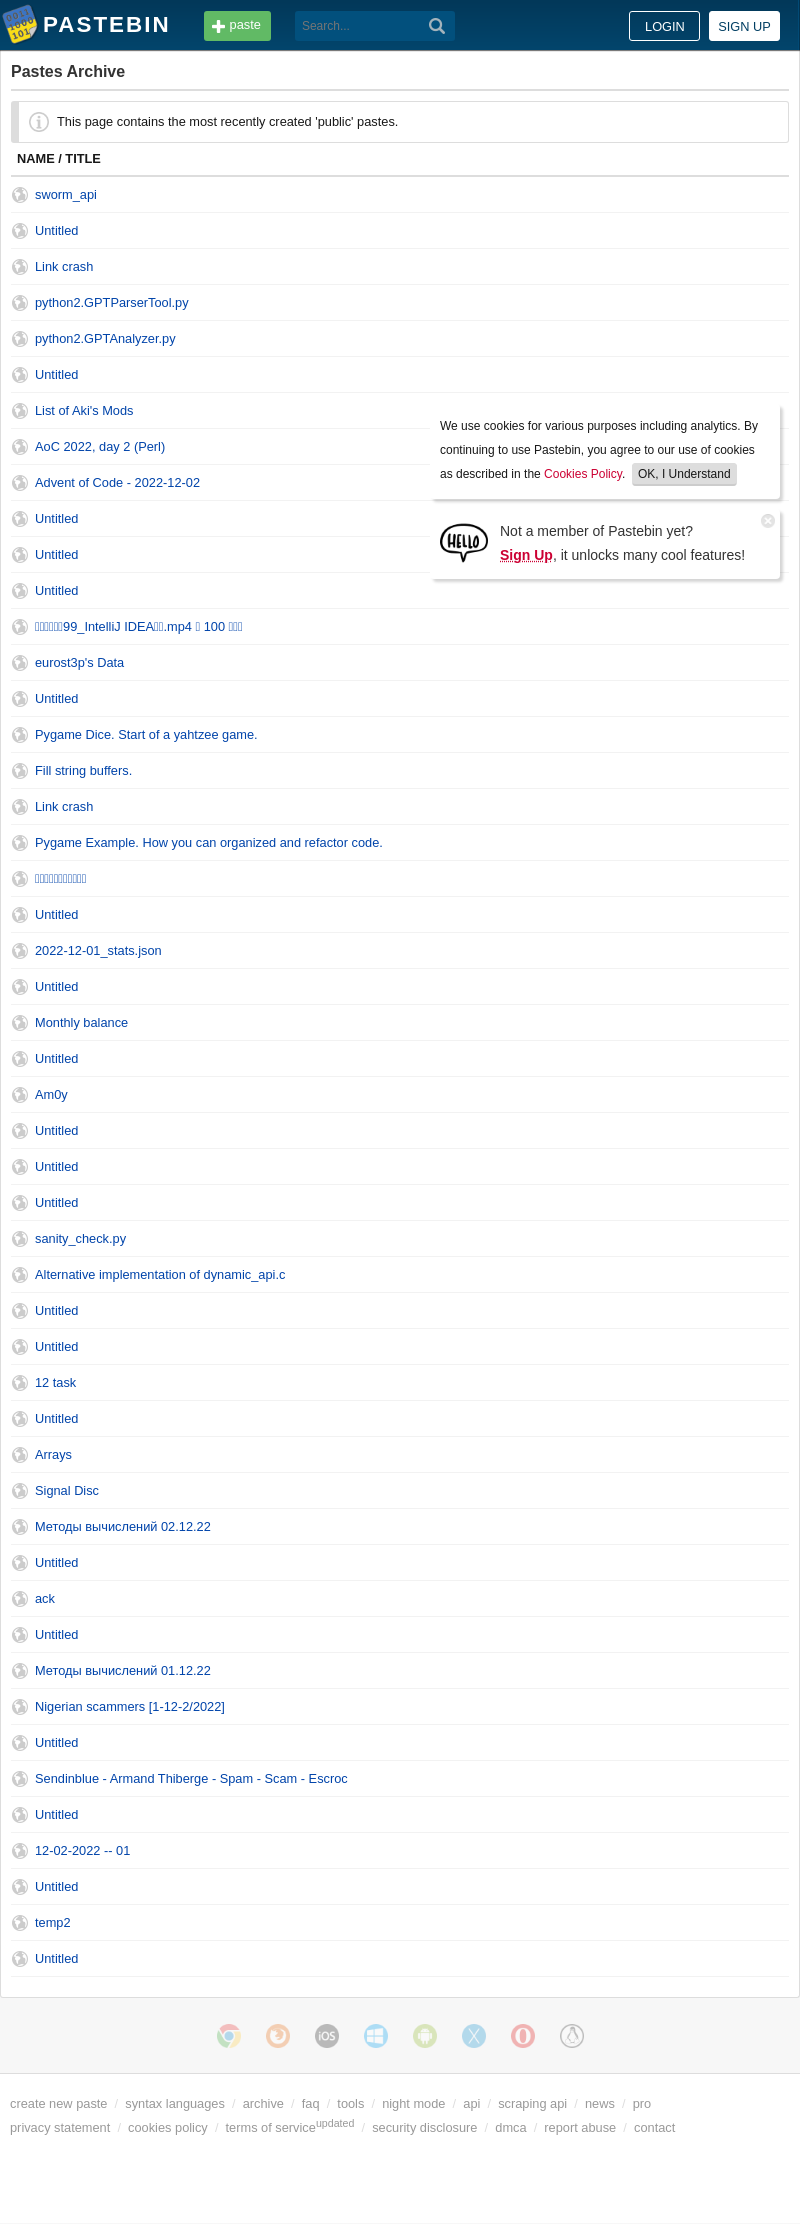 PASTEBIN
paste
Search...
LOGIN
SIGN UP
Pastes Archive
This page contains the most recently created 'public' pastes.
NAME / TITLE
sworm_api
Untitled
Link crash
python2.GPTParserTool.py
python2.GPTAnalyzer.py
Untitled
List of Aki's Mods
AoC 2022, day 2 (Perl)
Advent of Code - 2022-12-02
Untitled
Untitled
Untitled
99_IntelliJ IDEA .mp4 100
eurost3p's Data
Untitled
Pygame Dice. Start of a yahtzee game.
Fill string buffers.
Link crash
Pygame Example. How you can organized and refactor code.
Untitled
2022-12-01_stats.json
Untitled
Monthly balance
Untitled
Am0y
Untitled
Untitled
Untitled
sanity_check.py
Alternative implementation of dynamic_api.c
Untitled
Untitled
12 task
Untitled
Arrays
Signal Disc
Методы вычислений 02.12.22
Untitled
ack
Untitled
Методы вычислений 01.12.22
Nigerian scammers [1-12-2/2022]
Untitled
Sendinblue - Armand Thiberge - Spam - Scam - Escroc
Untitled
12-02-2022 -- 01
Untitled
temp2
Untitled
We use cookies for various purposes including analytics. By
continuing to use Pastebin, you agree to our use of cookies
as described in the Cookies Policy. OK, I Understand
HELLO
Not a member of Pastebin yet?
Sign Up, it unlocks many cool features!
iOS
create new paste / syntax languages / archive / faq / tools / night mode / api / scraping api / news / pro
privacy statement / cookies policy / terms of service updated / security disclosure / dmca / report abuse / contact